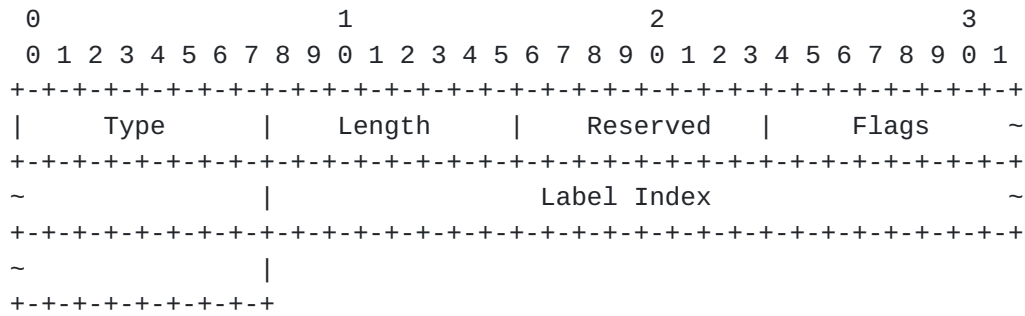 0                   1                   2                   3
 0 1 2 3 4 5 6 7 8 9 0 1 2 3 4 5 6 7 8 9 0 1 2 3 4 5 6 7 8 9 0 1
+-+-+-+-+-+-+-+-+-+-+-+-+-+-+-+-+-+-+-+-+-+-+-+-+-+-+-+-+-+-+-+-+
|     Type      |    Length     |    Reserved   |     Flags     ~
+-+-+-+-+-+-+-+-+-+-+-+-+-+-+-+-+-+-+-+-+-+-+-+-+-+-+-+-+-+-+-+-+
~               |                 Label Index                   ~
+-+-+-+-+-+-+-+-+-+-+-+-+-+-+-+-+-+-+-+-+-+-+-+-+-+-+-+-+-+-+-+-+
~               |
+-+-+-+-+-+-+-+-+